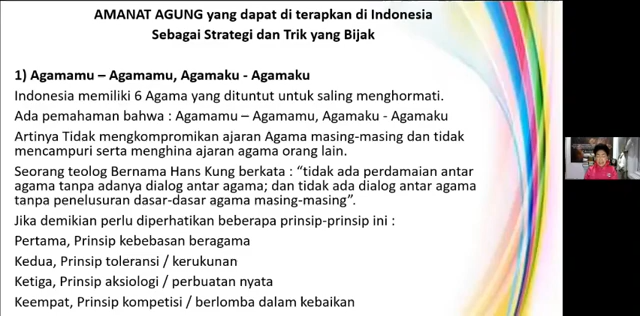 AMANAT AGUNG yang dapat di terapkan di Indonesia
Sebagai Strategi dan Trik yang Bijak
1) Agamamu – Agamamu, Agamaku - Agamaku
Indonesia memiliki 6 Agama yang dituntut untuk saling menghormati.
Ada pemahaman bahwa : Agamamu – Agamamu, Agamaku - Agamaku
Artinya Tidak mengkompromikan ajaran Agama masing-masing dan tidak
mencampuri serta menghina ajaran agama orang lain.
Seorang teolog Bernama Hans Kung berkata : “tidak ada perdamaian antar
agama tanpa adanya dialog antar agama; dan tidak ada dialog antar agama
tanpa penelusuran dasar-dasar agama masing-masing”.
Jika demikian perlu diperhatikan beberapa prinsip-prinsip ini :
Pertama, Prinsip kebebasan beragama
Kedua, Prinsip toleransi / kerukunan
Ketiga, Prinsip aksiologi / perbuatan nyata
Keempat, Prinsip kompetisi / berlomba dalam kebaikan